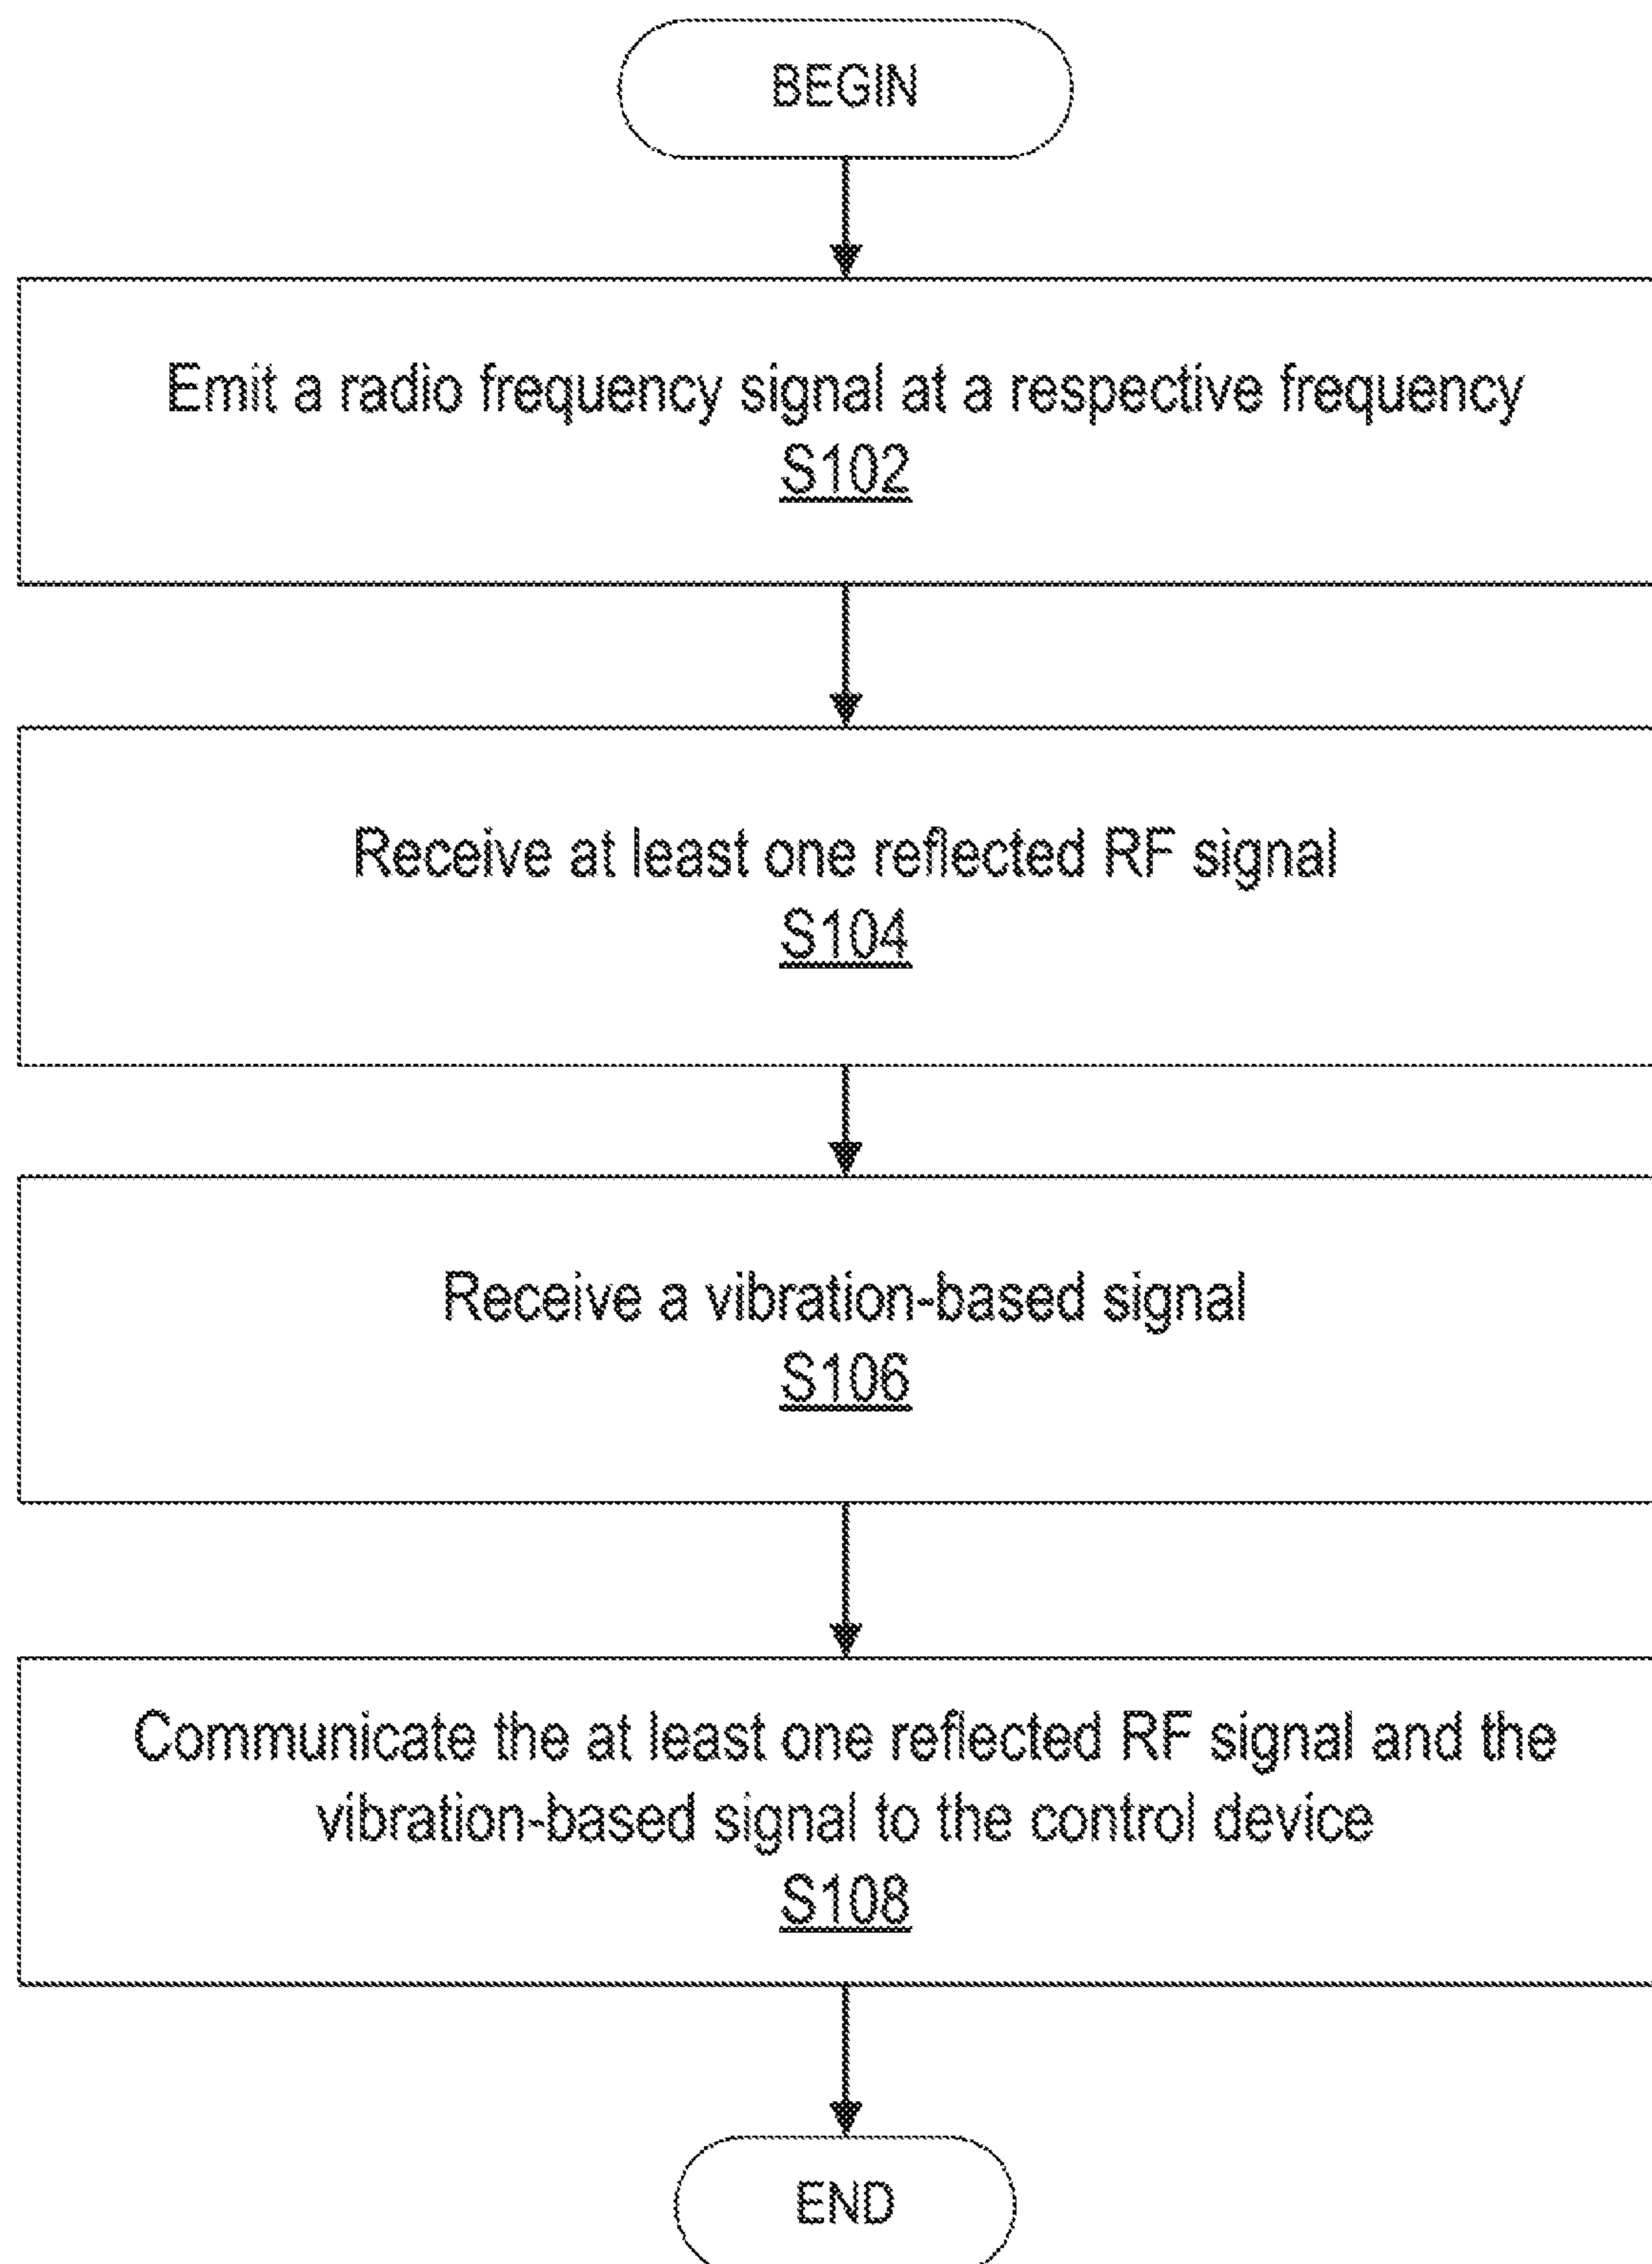 BEGIN
Emit a radio frequency signal at a respective frequency
S102
Receive at least one reflected RF signal
S104
Receive a vibration-based signal
S106
Communicate the at least one reflected RF signal and the
vibration-based signal to the control device
S108
END